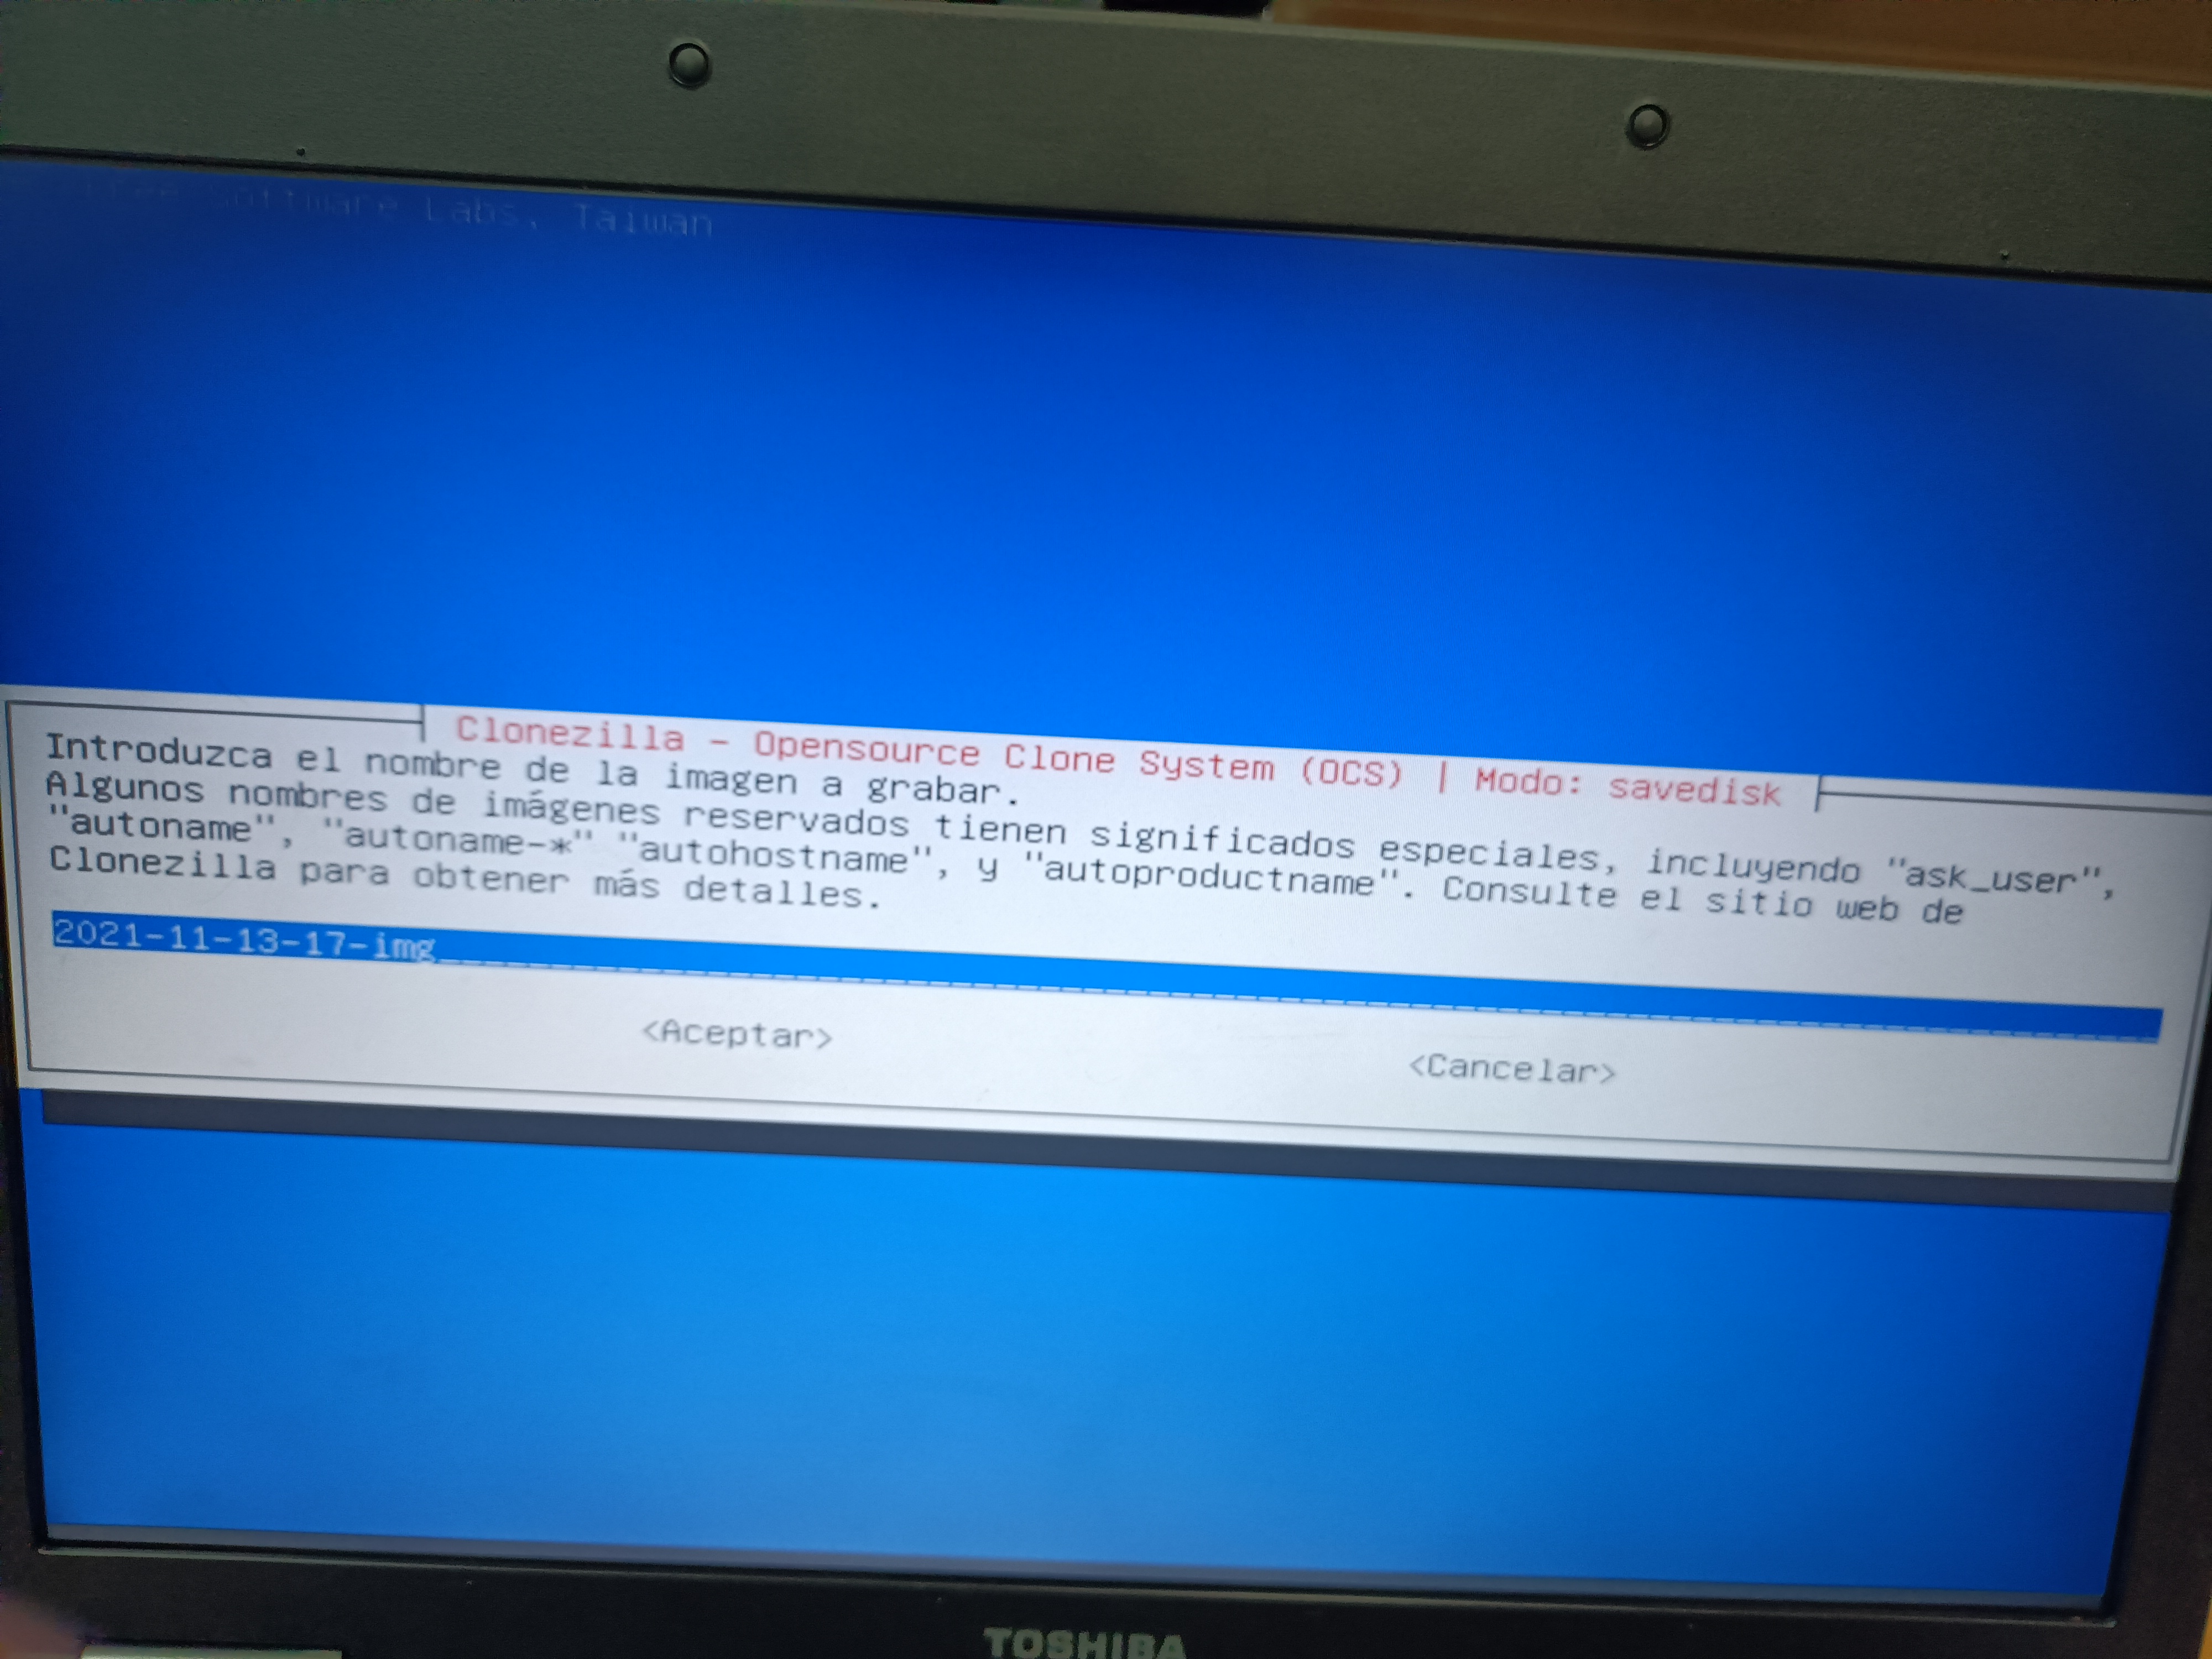 Software Labs, Taiwan
Clonezilla - Opensource Clone System (OCS) | Modo: savedisk
Introduzca el nombre de la imagen a grabar.
Algunos nombres de imágenes reservados tienen significados especiales, incluyendo "ask_user",
"autoname", "autoname-*" "autohostname", y "autoproductname". Consulte el sitio web de
Clonezilla para obtener más detalles.
2021-11-13-17-img
<Aceptar> <Cancelar>
TOSHIBA